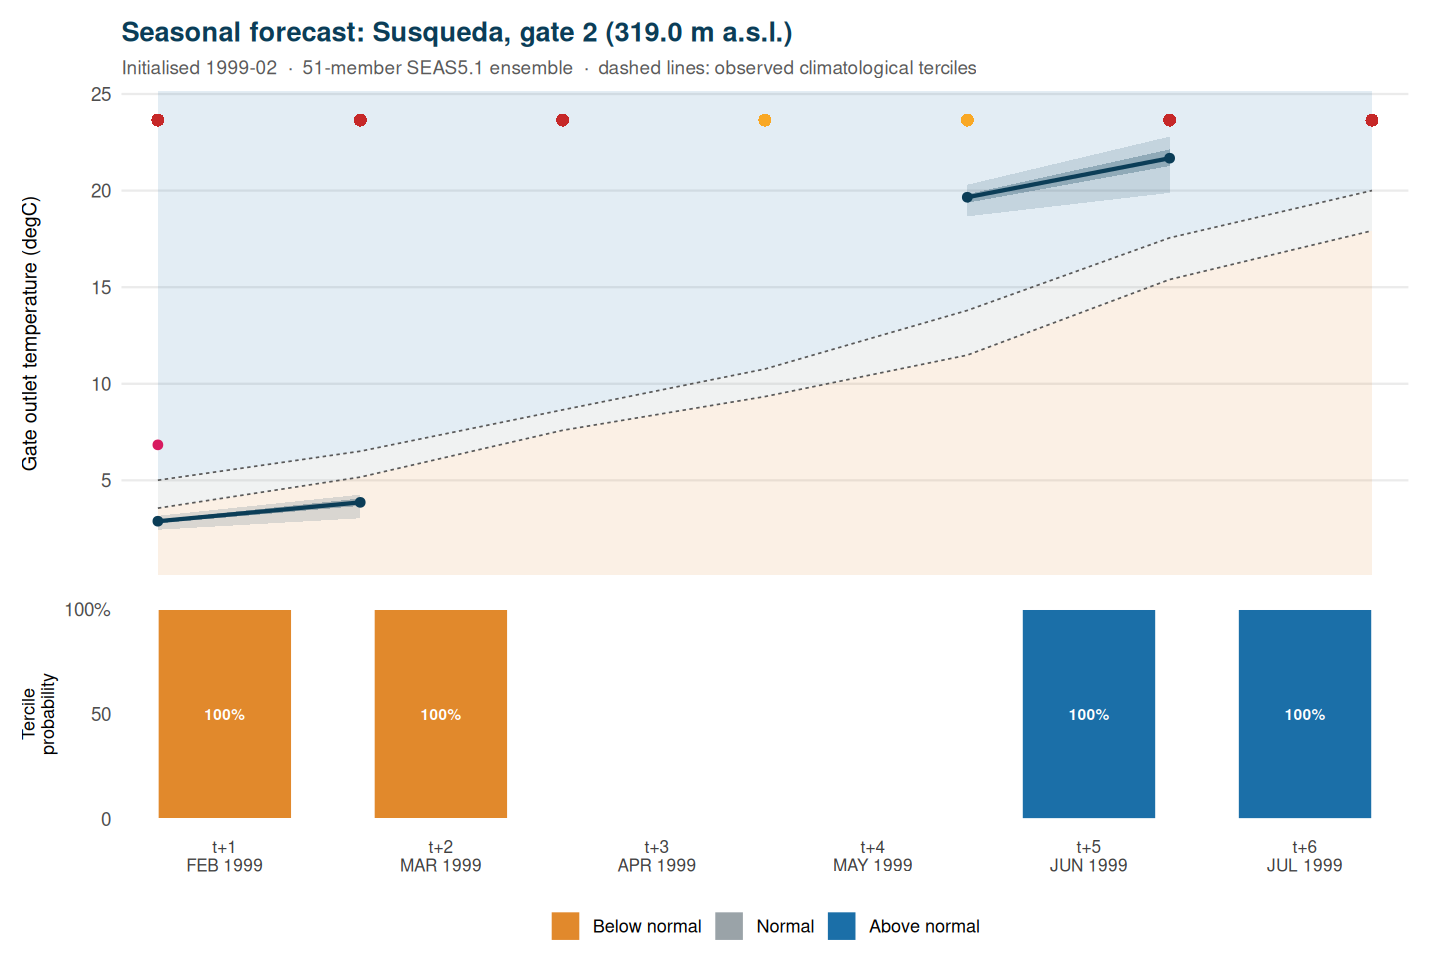 Seasonal forecast: Susqueda, gate 2 (319.0 m a.s.l.)
Initialised 1999-02 · 51-member SEAS5.1 ensemble · dashed lines: observed climatological terciles
25
20
15
10
5
Gate outlet temperature (degC)
100%
50
0
Tercile
probability
100%
100%
100%
100%
t+1
FEB 1999
t+2
MAR 1999
t+3
APR 1999
t+4
MAY 1999
t+5
JUN 1999
t+6
JUL 1999
Below normal
Normal
Above normal